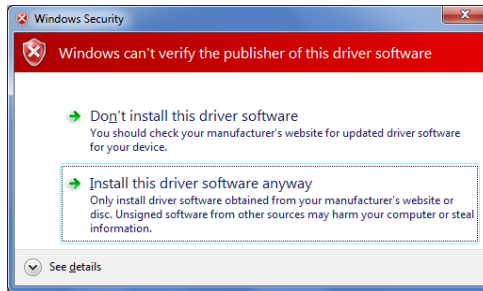 Windows Security
Windows can't verify the publisher of this driver software
Don't install this driver software
You should check your manufacturer's website for updated driver software
for your device.
Install this driver software anyway
Only install driver software obtained from your manufacturer's website or
disc. Unsigned software from other sources may harm your computer or steal
information.
See details